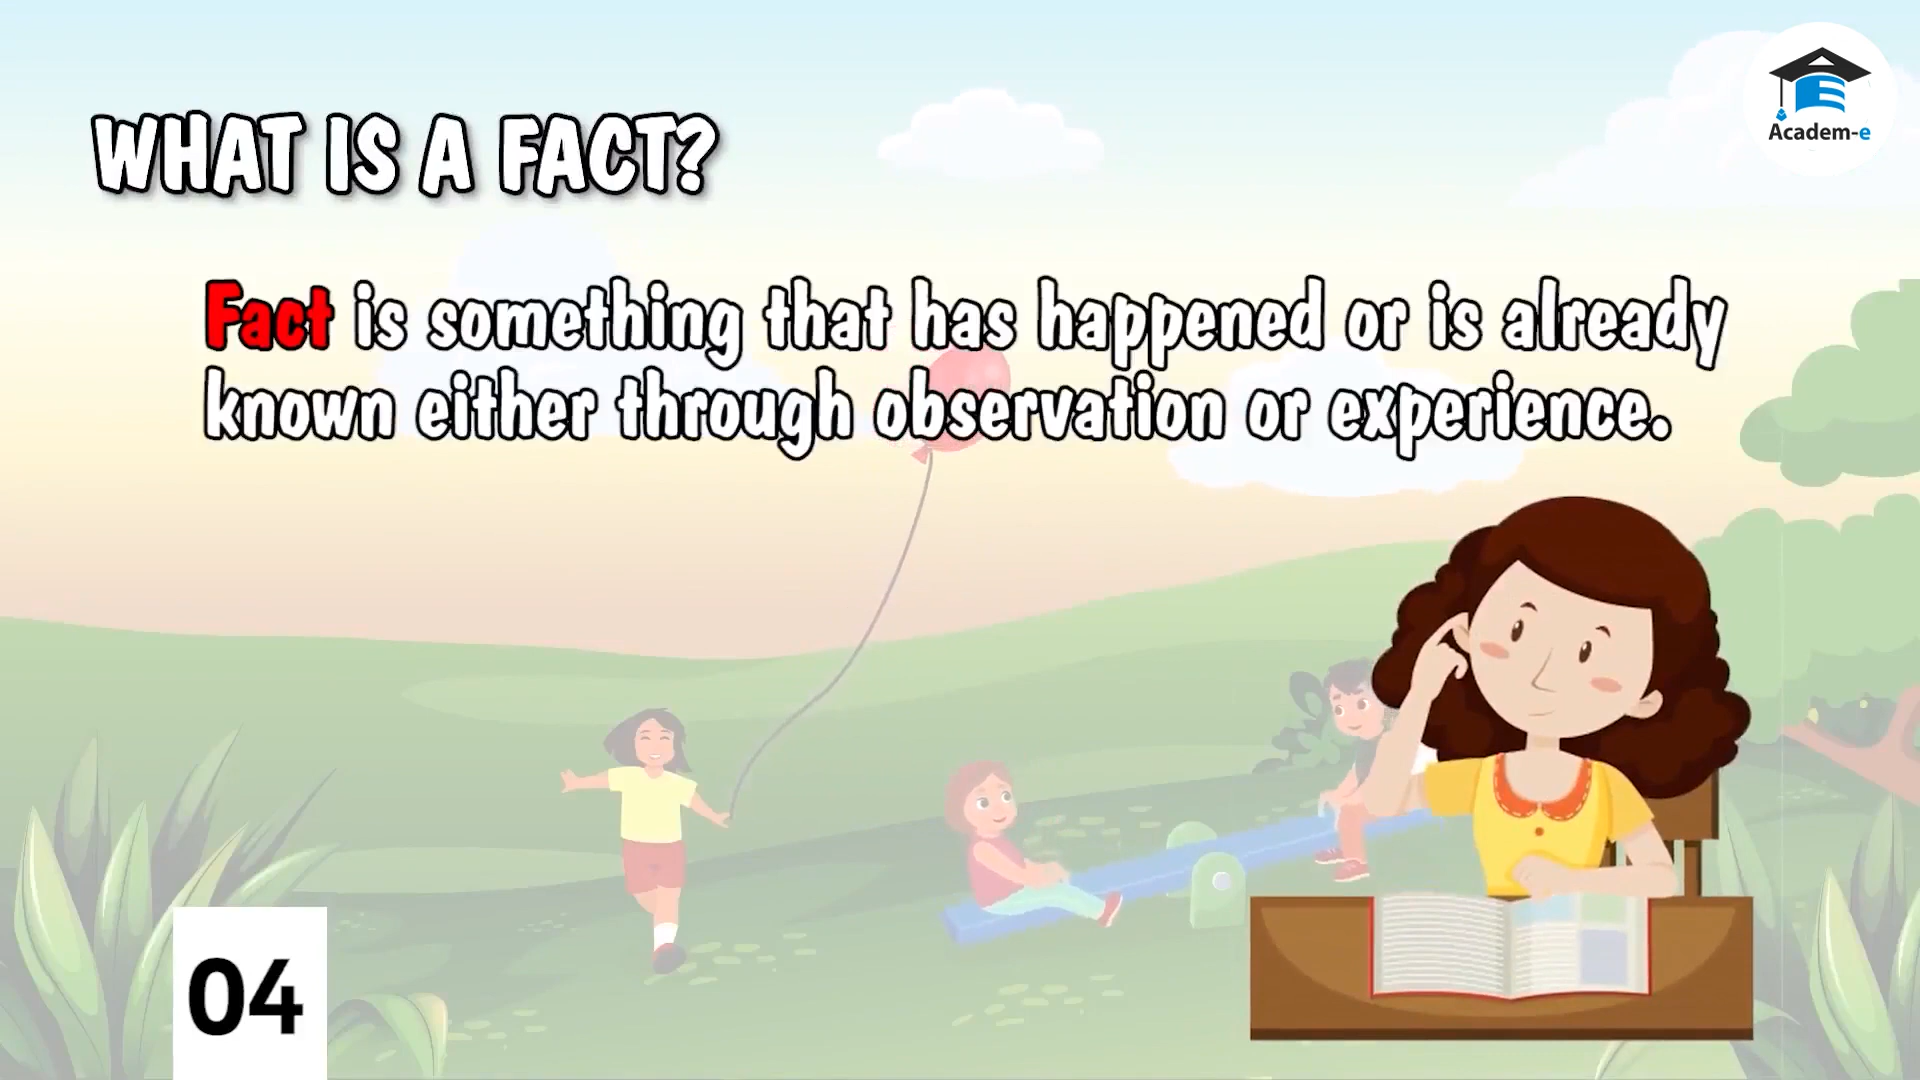 Academ-e
WHAT IS A FACT?
Fact is something that has happened or is already
known either through observation or experience.
04